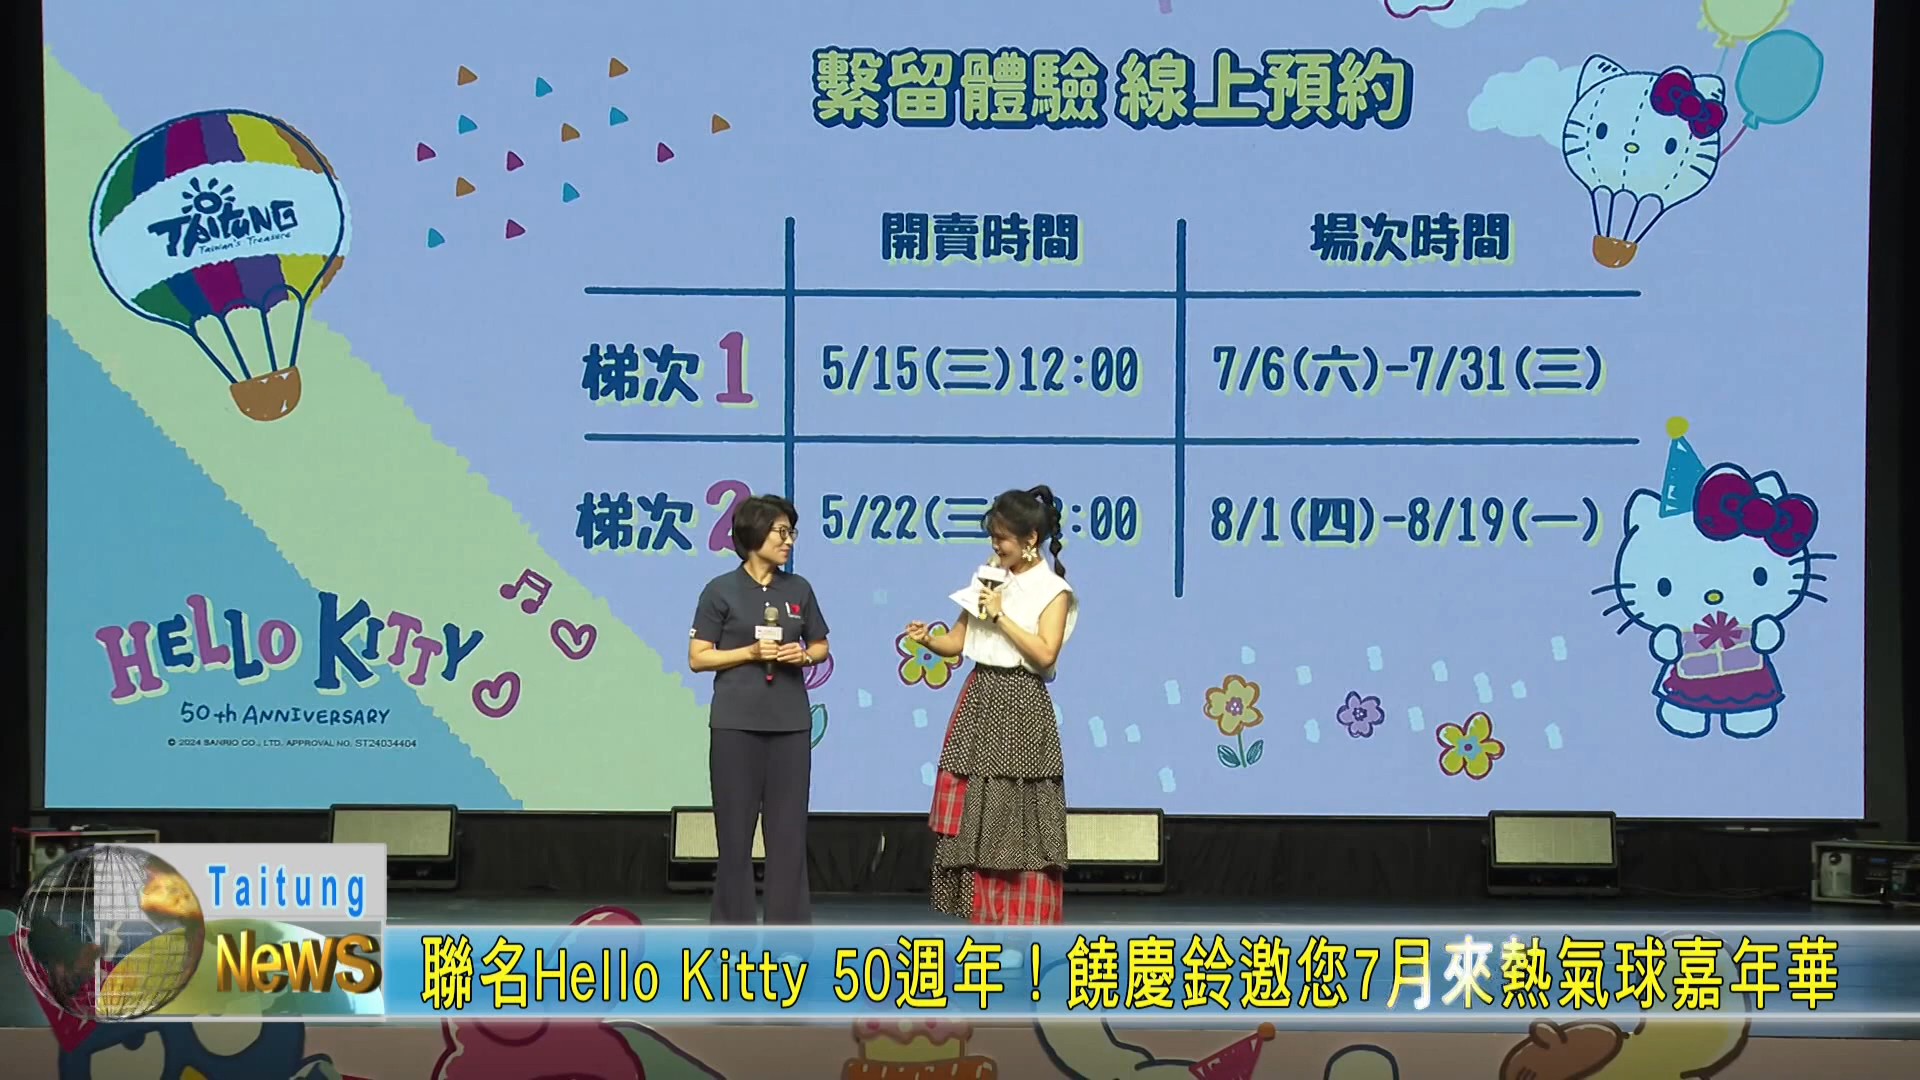 繫留體驗 線上預約
TAITUNG
Taiwan's Treasure
開賣時間 場次時間
梯次1 5/15(三)12:00 7/6(六)-7/31(三)
梯次2 5/22(三 :00 8/1(四)-8/19(一)
HELLO KITTY
50th ANNIVERSARY
© 2024 SANRIO CO., LTD. APPROVAL NO. ST24034404
Taitung
News
聯名Hello Kitty 50週年！饒慶鈴邀您7月來熱氣球嘉年華